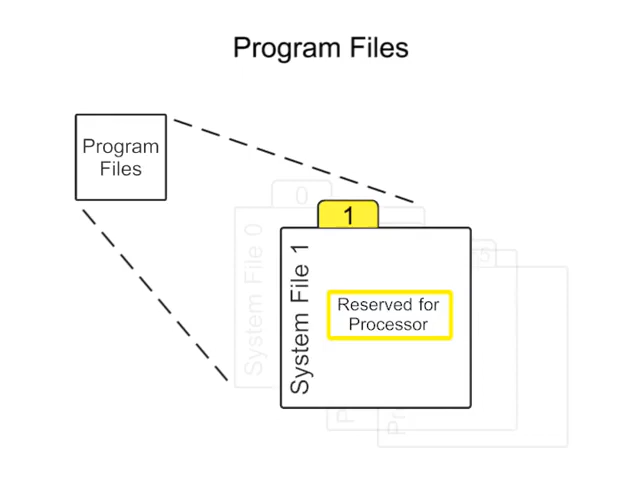 Program Files
Program
Files
0
1
System File 0
System File 1
Reserved for
Processor